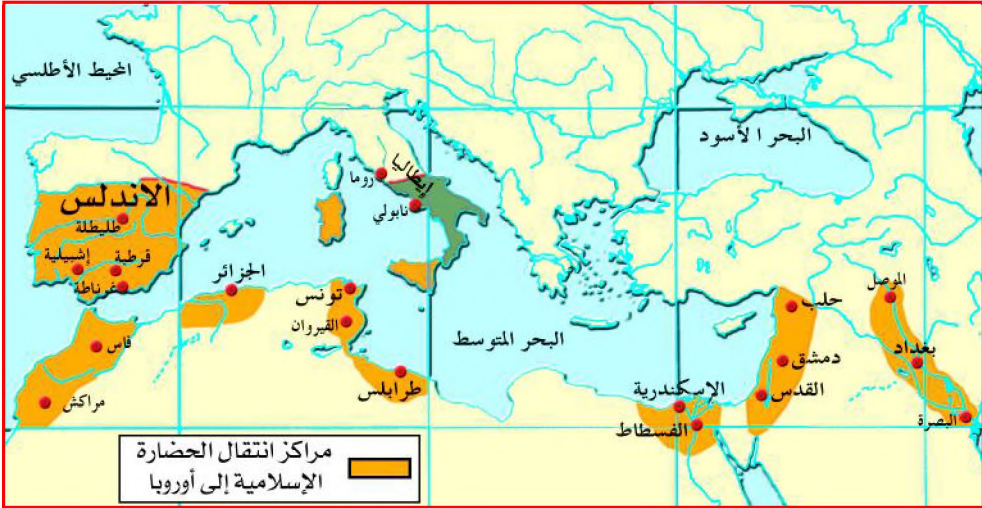 المحيط الأطلسي
البحر الأسود
إيطاليا
روما
نابولي
الاندلس
طليطلة
قرطبة
إشبيلية
غرناطة
الجزائر
تونس
القيروان
طرابلس
فاس
مراكش
البحر المتوسط
الموصل
حلب
بغداد
دمشق
القدس
البصرة
الإسكندرية
الفسطاط
مراكز انتقال الحضارة
الإسلامية إلى أوروبا